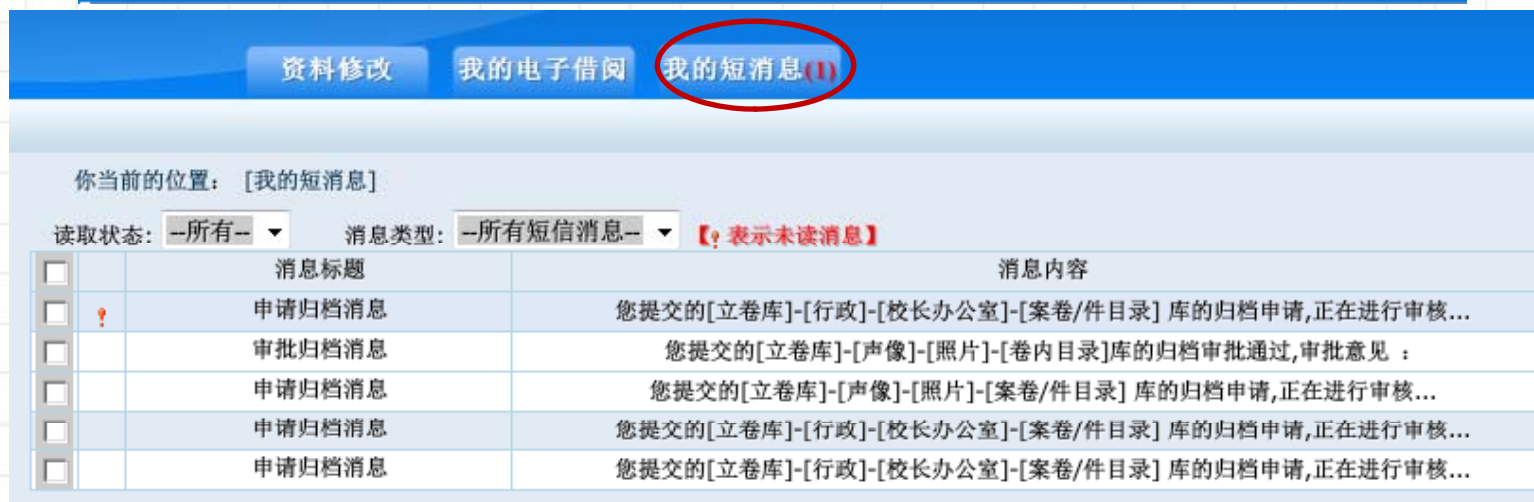 资料修改 我的电子借阅 我的短消息(1)
你当前的位置： [我的短消息]
读取状态: --所有-- 消息类型: --所有短信消息-- 【 表示未读消息】
消息标题 消息内容
申请归档消息 您提交的[立卷库]-[行政]-[校长办公室]-[案卷/件目录] 库的归档申请,正在进行审核...
审批归档消息 您提交的[立卷库]-[声像]-[照片]-[卷内目录]库的归档审批通过,审批意见 ：
申请归档消息 您提交的[立卷库]-[声像]-[照片]-[案卷/件目录] 库的归档申请,正在进行审核...
申请归档消息 您提交的[立卷库]-[行政]-[校长办公室]-[案卷/件目录] 库的归档申请,正在进行审核...
申请归档消息 您提交的[立卷库]-[行政]-[校长办公室]-[案卷/件目录] 库的归档申请,正在进行审核...